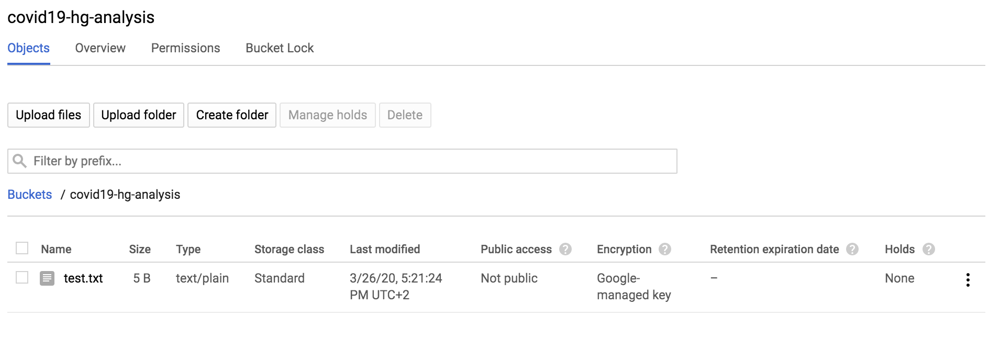 covid19-hg-analysis
Objects Overview Permissions Bucket Lock
Upload files Upload folder Create folder Manage holds Delete
Filter by prefix...
Buckets / covid19-hg-analysis
Name Size Type Storage class Last modified Public access ? Encryption ? Retention expiration date ? Holds ?
test.txt 5 B text/plain Standard 3/26/20, 5:21:24 Not public Google- – None
PM UTC+2 managed key